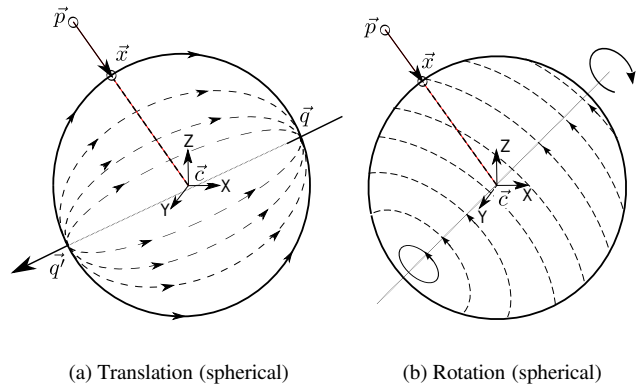 p⃗
x⃗
q⃗
Z
c⃗
X
Y
q⃗′
(a) Translation (spherical)
p⃗
x⃗
Z
X
Y
c⃗
(b) Rotation (spherical)